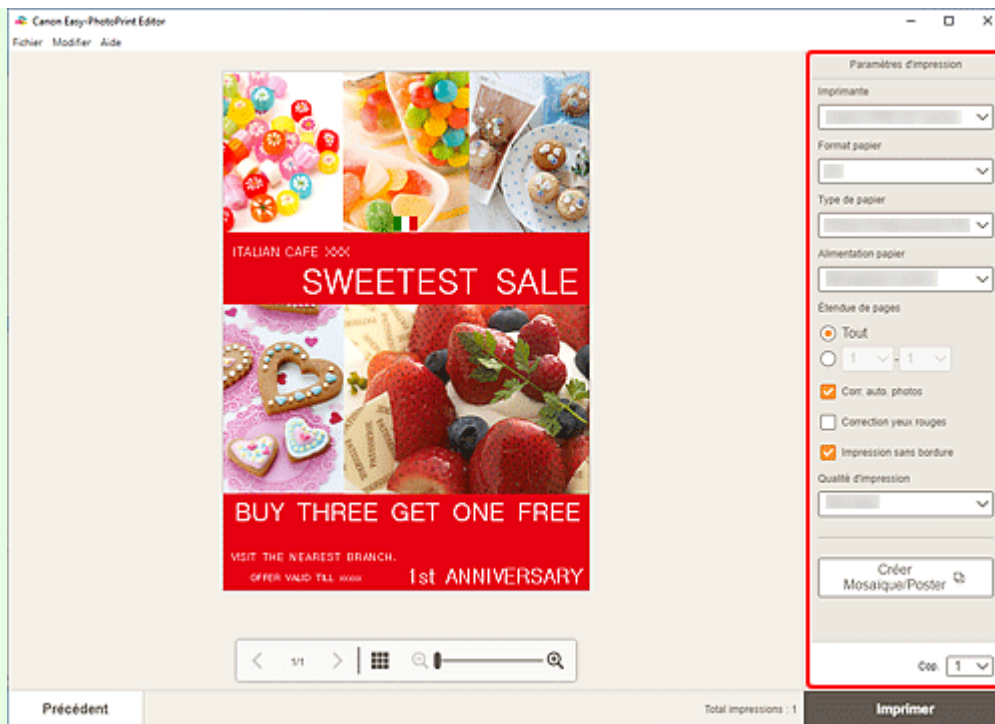 Canon Easy-PhotoPrint Editor
Fichier Modifier Aide
ITALIAN CAFE XXX
SWEETEST SALE
BUY THREE GET ONE FREE
VISIT THE NEAREST BRANCH.
OFFER VALID TILL xxxxx
1st ANNIVERSARY
1/1
Précédent
Paramètres d'impression
Imprimante
Format papier
Type de papier
Alimentation papier
Étendue de pages
Tout
1 - 1
Corr. auto. photos
Correction yeux rouges
Impression sans bordure
Qualité d'impression
Créer
Mosaïque/Poster
Cop. 1
Total impressions : 1
Imprimer